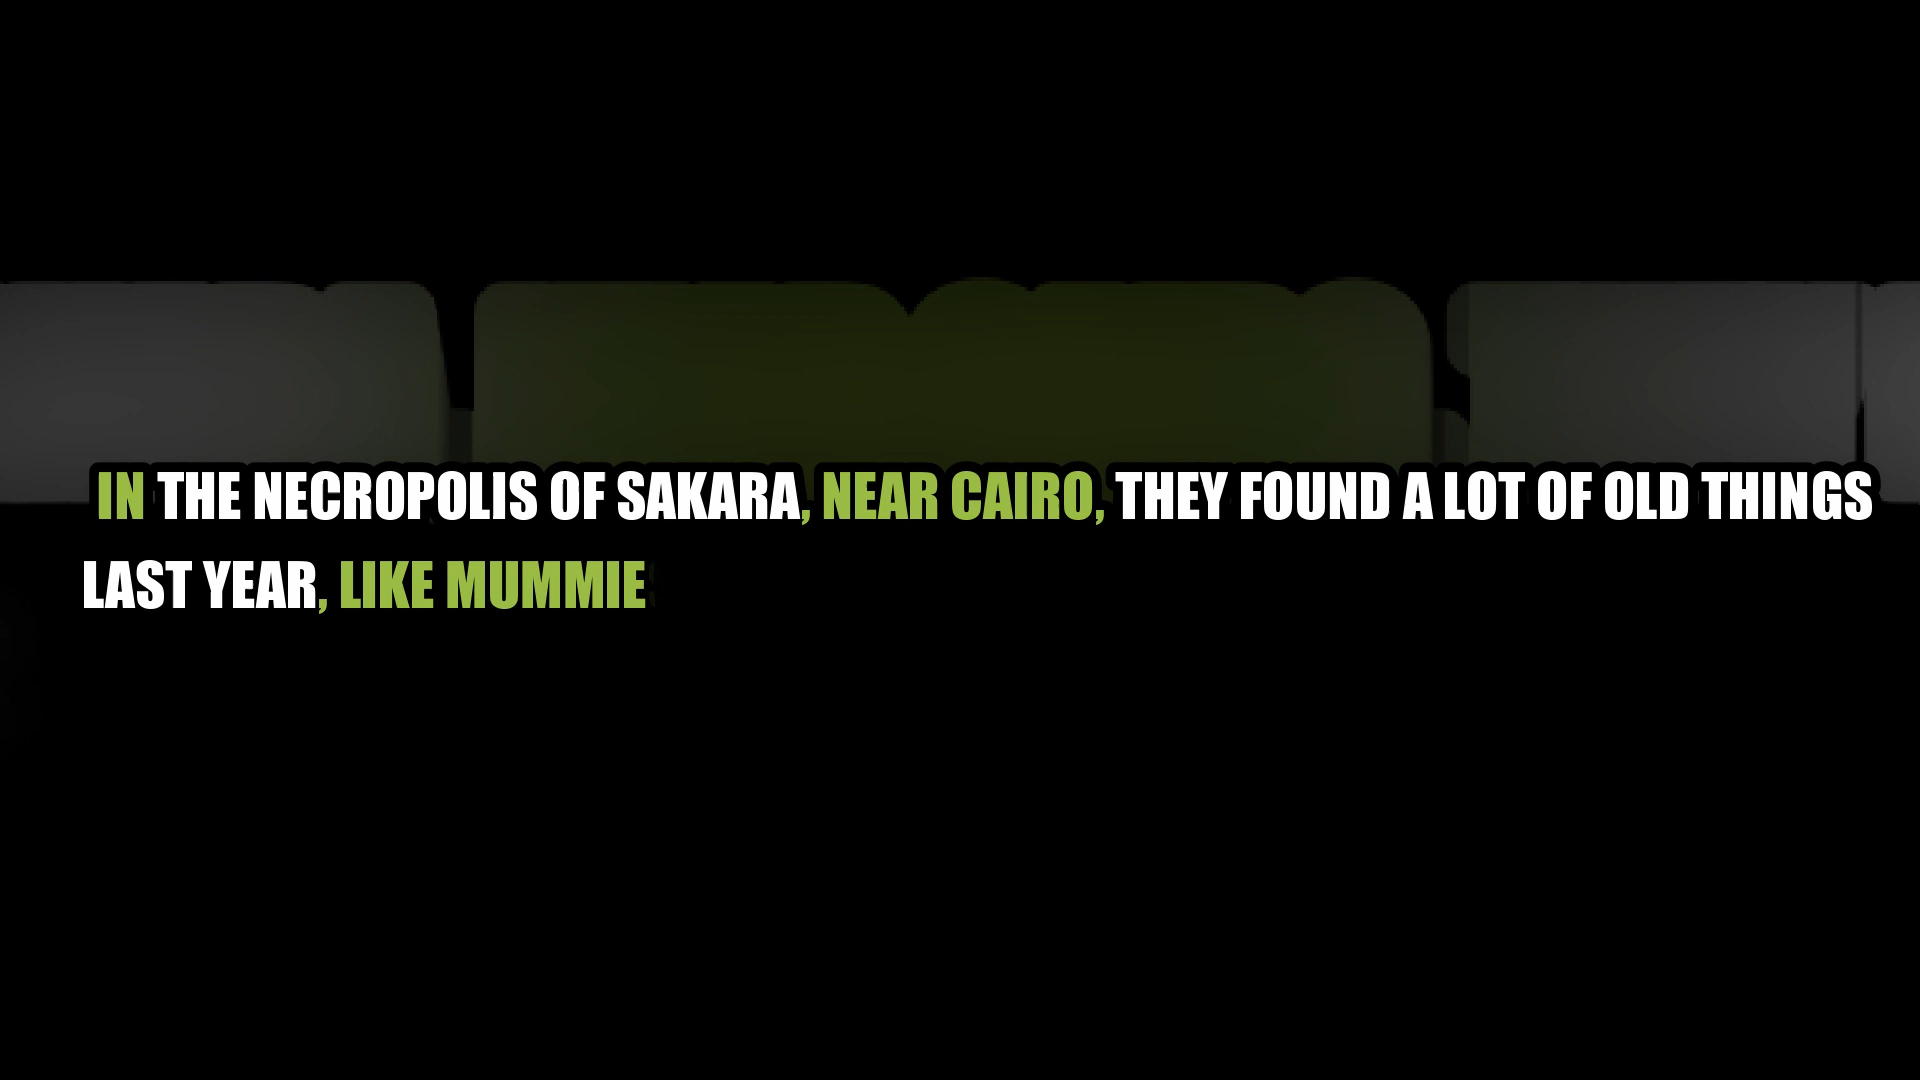 IN THE NECROPOLIS OF SAKARA, NEAR CAIRO, THEY FOUND A LOT OF OLD THINGS
LAST YEAR, LIKE MUMMIE